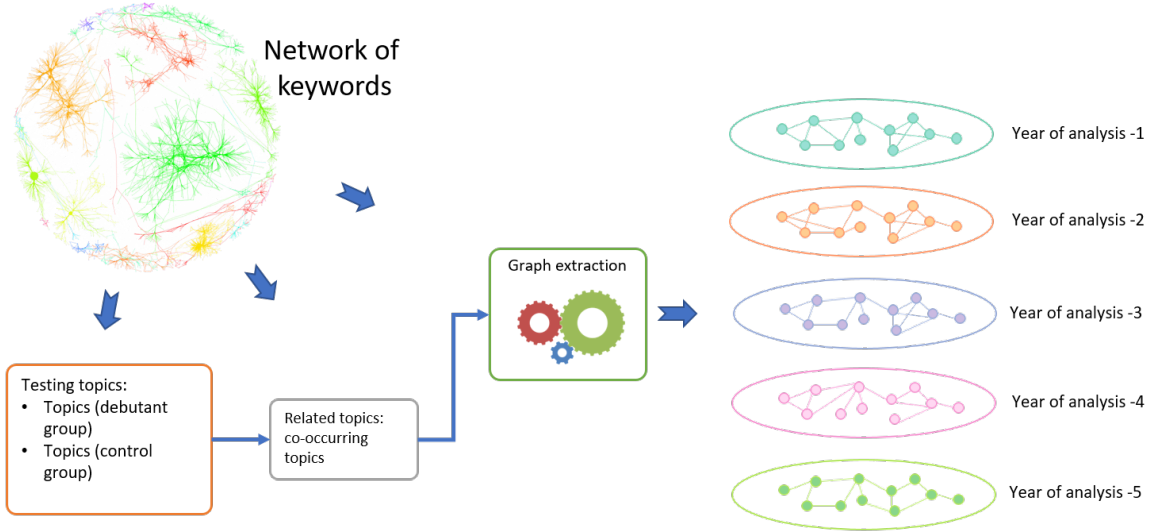 Network of
keywords
Testing topics:
• Topics (debutant
group)
• Topics (control
group)
Related topics:
co-occurring
topics
Graph extraction
Year of analysis -1
Year of analysis -2
Year of analysis -3
Year of analysis -4
Year of analysis -5